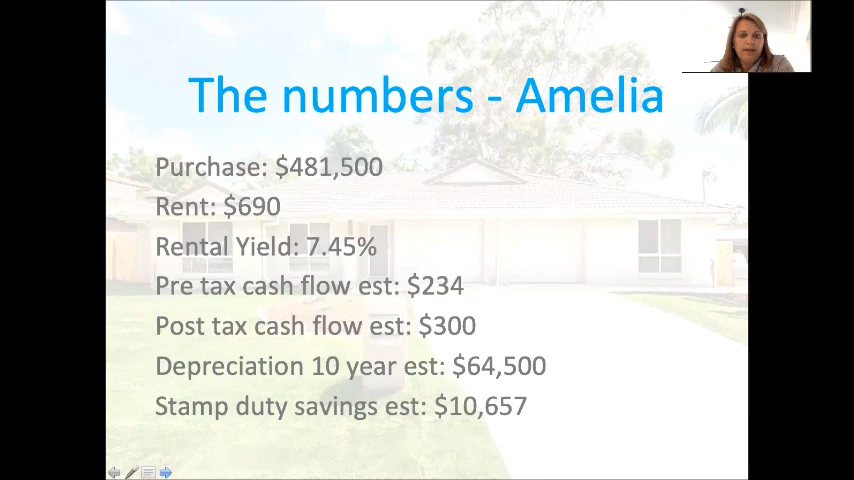 The numbers - Amelia
Purchase: $481,500
Rent: $690
Rental Yield: 7.45%
Pre tax cash flow est: $234
Post tax cash flow est: $300
Depreciation 10 year est: $64,500
Stamp duty savings est: $10,657